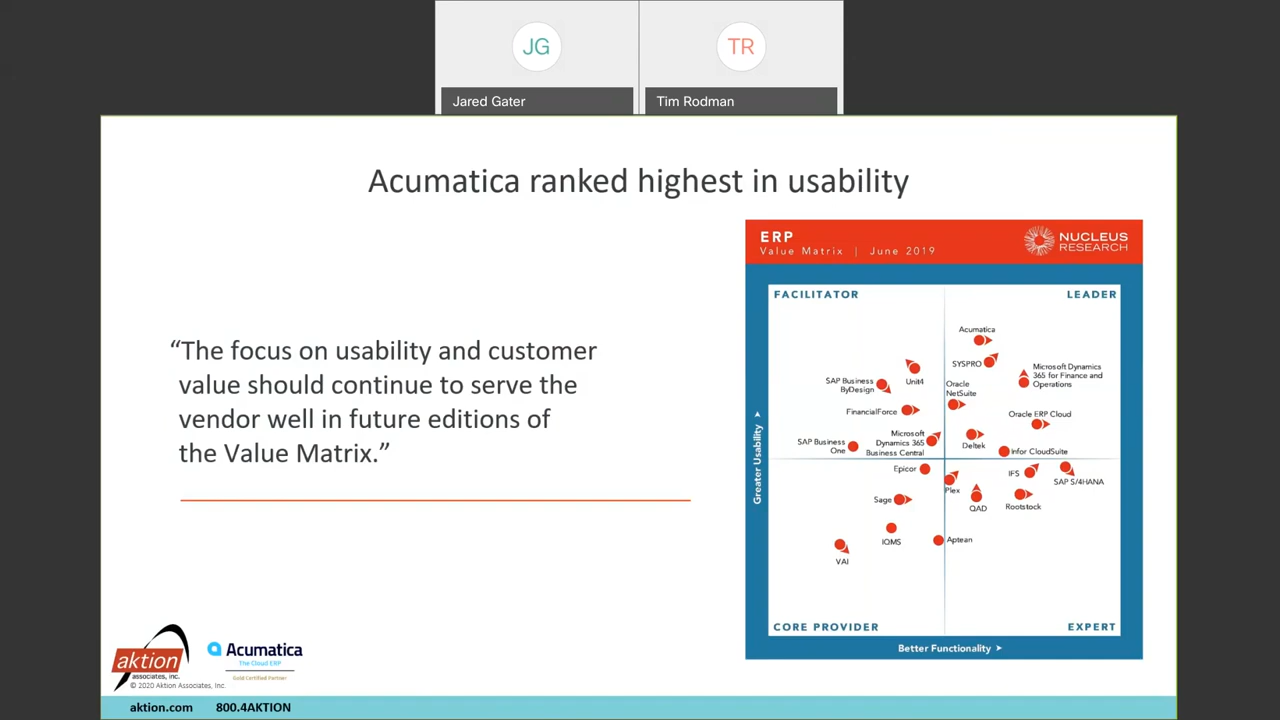 JG
TR
Jared Gater
Tim Rodman
Acumatica ranked highest in usability
“The focus on usability and customer
value should continue to serve the
vendor well in future editions of
the Value Matrix.”
ERP
Value Matrix | June 2019
NUCLEUS
RESEARCH
FACILITATOR
LEADER
Acumatica
SYSPRO
Microsoft Dynamics
365 for Finance and
Operations
Unit4
SAP Business
ByDesign
Oracle
NetSuite
FinancialForce
Oracle ERP Cloud
Microsoft
Dynamics 365
Business Central
SAP Business
One
Deltek
Infor CloudSuite
Epicor
Plex
IFS
SAP S/4HANA
Sage
QAD
Rootstock
IQMS
Aptean
VAI
CORE PROVIDER
EXPERT
Greater Usability
Better Functionality
aktion
associates, inc.
Acumatica
The Cloud ERP
Gold Certified Partner
© 2020 Aktion Associates, Inc.
aktion.com 800.4AKTION